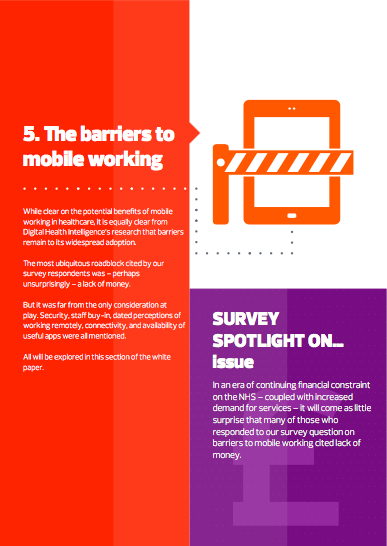 5. The barriers to
mobile working
While clear on the potential benefits of mobile
working in healthcare, it is equally clear from
Digital Health Intelligence's research that barriers
remain to its widespread adoption.
The most ubiquitous roadblock cited by our
survey respondents was – perhaps
unsurprisingly – a lack of money.
But it was far from the only consideration at
play. Security, staff buy-in, dated perceptions of
working remotely, connectivity, and availability of
useful apps were all mentioned.
All will be explored in this section of the white
paper.
SURVEY
SPOTLIGHT ON...
issue
In an era of continuing financial constraint
on the NHS – coupled with increased
demand for services – it will come as little
surprise that many of those who
responded to our survey question on
barriers to mobile working cited lack of
money.